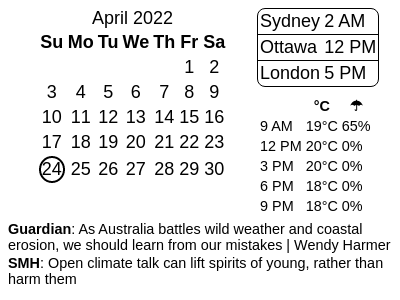 April 2022
Su Mo Tu We Th Fr Sa
1 2
3 4 5 6 7 8 9
10 11 12 13 14 15 16
17 18 19 20 21 22 23
24 25 26 27 28 29 30
Sydney 2 AM
Ottawa 12 PM
London 5 PM
°C ☂
9 AM 19°C 65%
12 PM 20°C 0%
3 PM 20°C 0%
6 PM 18°C 0%
9 PM 18°C 0%
Guardian: As Australia battles wild weather and coastal
erosion, we should learn from our mistakes | Wendy Harmer
SMH: Open climate talk can lift spirits of young, rather than
harm them